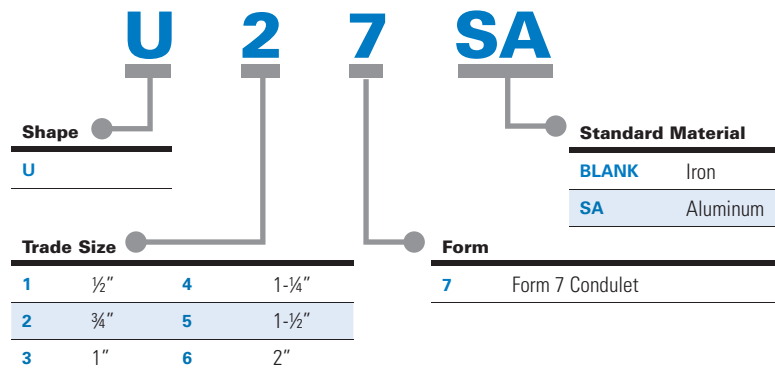 U 2 7 SA
Shape
U
Standard Material
BLANK Iron
SA Aluminum
Trade Size
1 ½" 4 1-¼"
2 ¾" 5 1-½"
3 1" 6 2"
Form
7 Form 7 Condulet